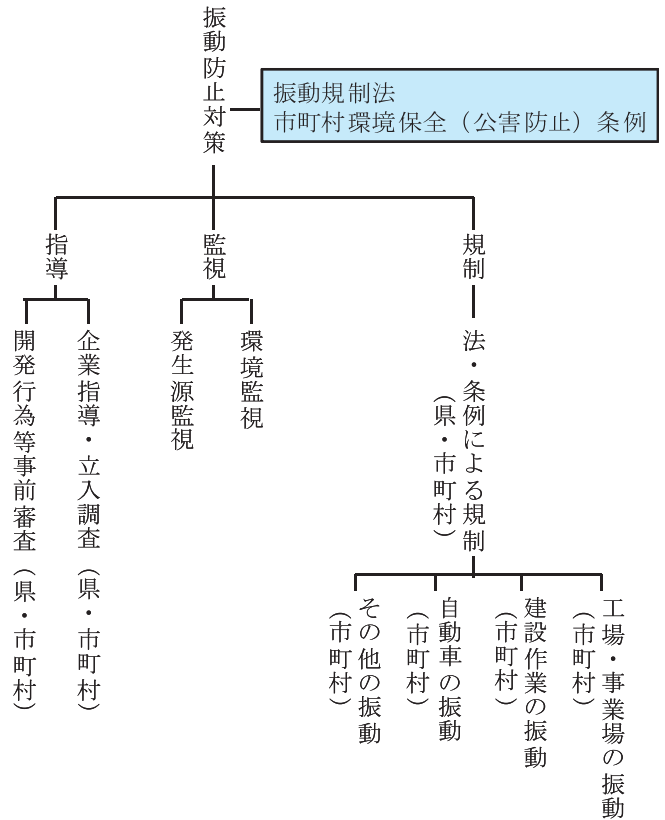 振動防止対策
振動規制法
市町村環境保全（公害防止）条例
規制
監視
指導
法・条例による規制
（県・市町村）
環境監視
発生源監視
企業指導・立入調査（県・市町村）
開発行為等事前審査（県・市町村）
工場・事業場の振動
（市町村）
建設作業の振動
（市町村）
自動車の振動
（市町村）
その他の振動
（市町村）